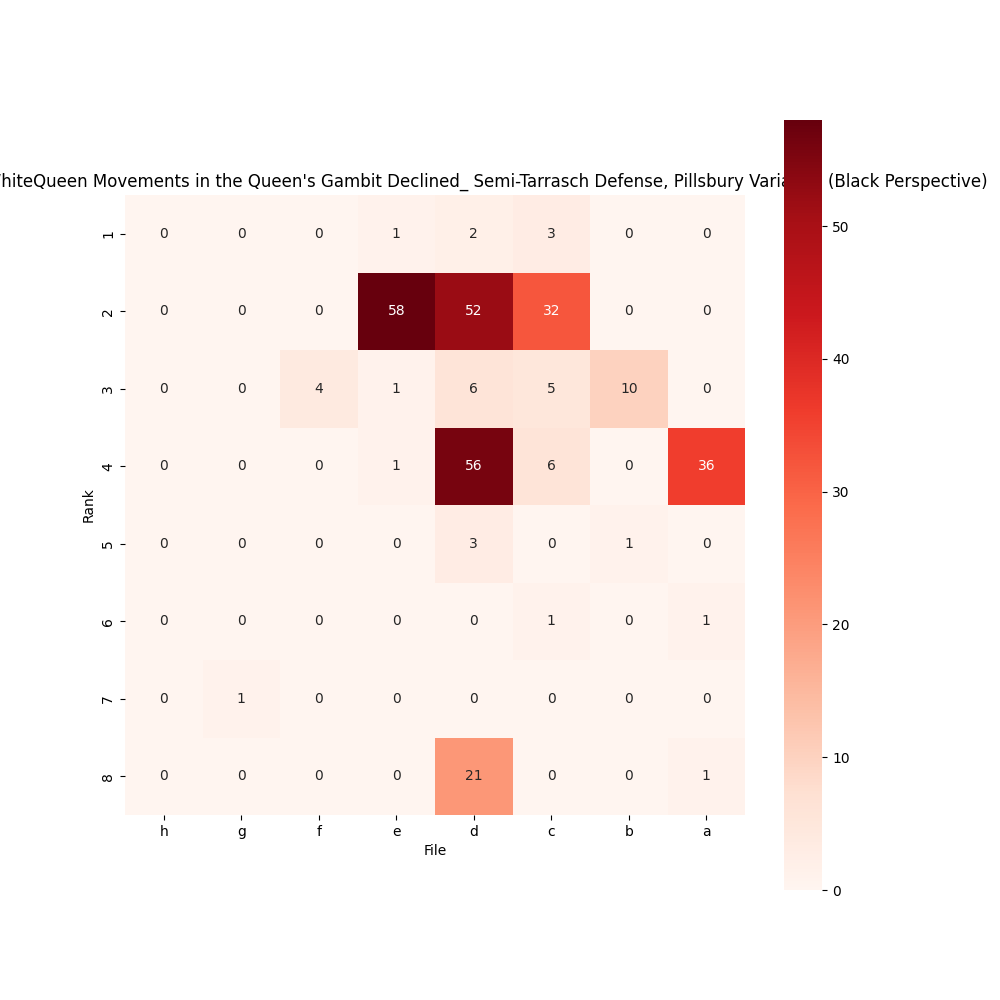 hiteQueen Movements in the Queen's Gambit Declined_ Semi-Tarrasch Defense, Pillsbury Varia (Black Perspective)
1 0 0 0 1 2 3 0 0
2 0 0 0 58 52 32 0 0
3 0 0 4 1 6 5 10 0
4 0 0 0 1 56 6 0 36
5 0 0 0 0 3 0 1 0
6 0 0 0 0 0 1 0 1
7 0 1 0 0 0 0 0 0
8 0 0 0 0 21 0 0 1
h g f e d c b a
File
Rank
50
40
30
20
10
0